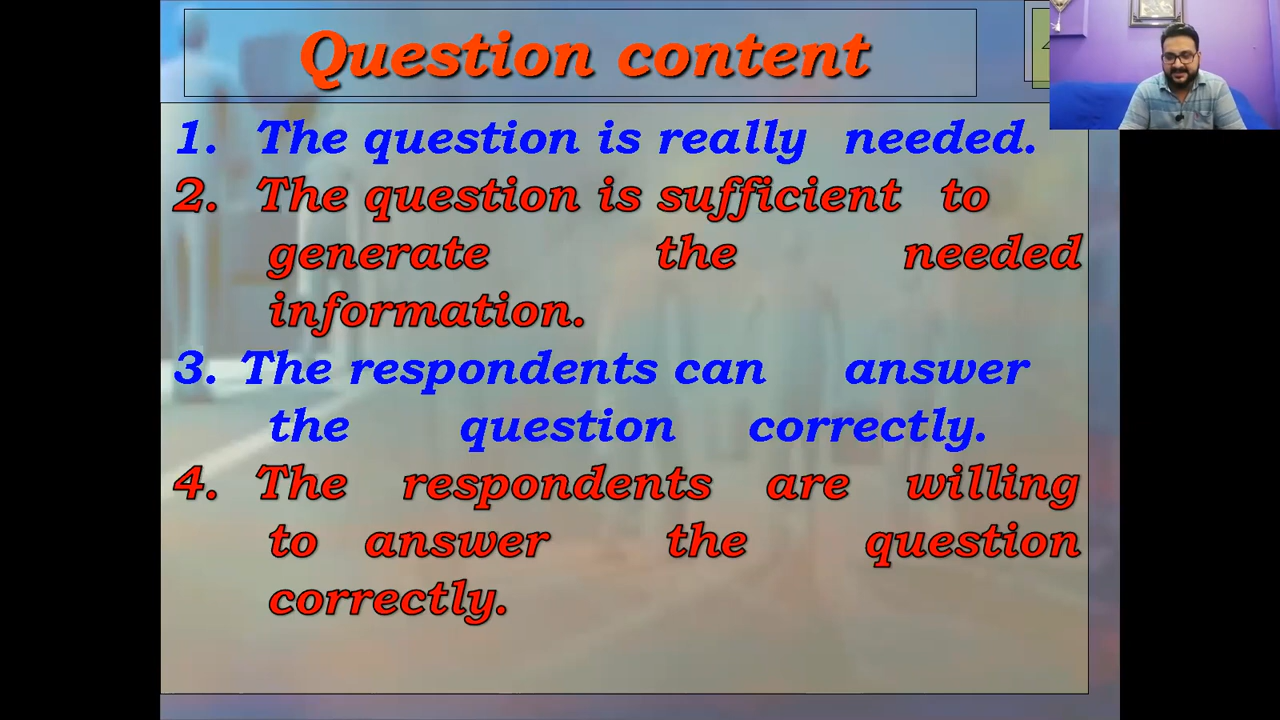 Question content
1. The question is really needed.
2. The question is sufficient to
generate the needed
information.
3. The respondents can answer
the question correctly.
4. The respondents are willing
to answer the question
correctly.